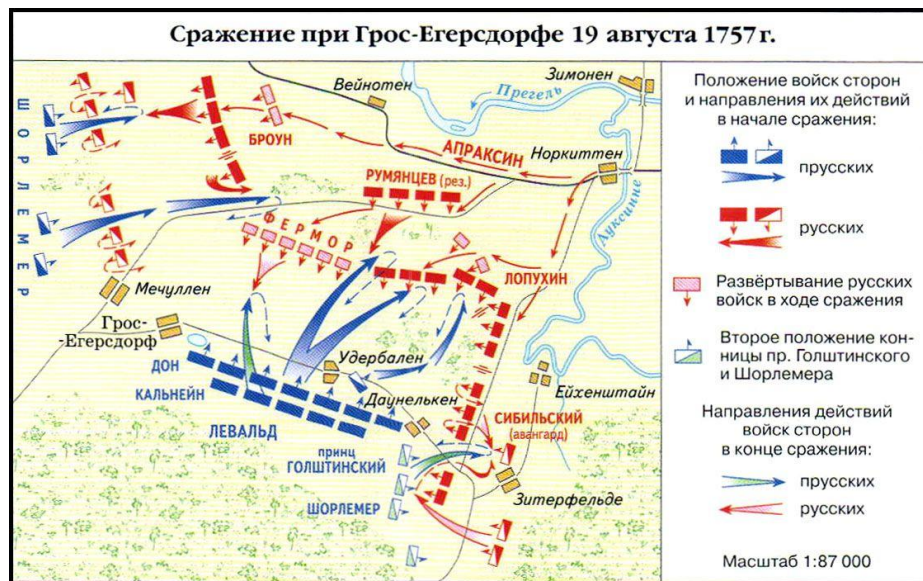 Сражение при Грос-Егерсдорфе 19 августа 1757 г.
Зимонен
Вейнотен
Прегель
ШОРЛЕМЕР
БРОУН
АПРАКСИН
Норкиттен
РУМЯНЦЕВ (рез.)
Ауксинне
ФЕРМОР
ШОРЛЕМЕР
ЛОПУХИН
Мечуллен
Грос-
-Егерсдорф
Удербален
ДОН
Даунелькен
Ейхенштайн
КАЛЬНЕЙН
СИБИЛЬСКИЙ
(авангард)
ЛЕВАЛЬД
принц
ГОЛШТИНСКИЙ
Зитерфельде
ШОРЛЕМЕР
Положение войск сторон
и направления их действий
в начале сражения:
прусских
русских
Развёртывание русских
войск в ходе сражения
Второе положение кон-
ницы пр. Голштинского
и Шорлемера
Направления действий
войск сторон
в конце сражения:
прусских
русских
Масштаб 1:87 000